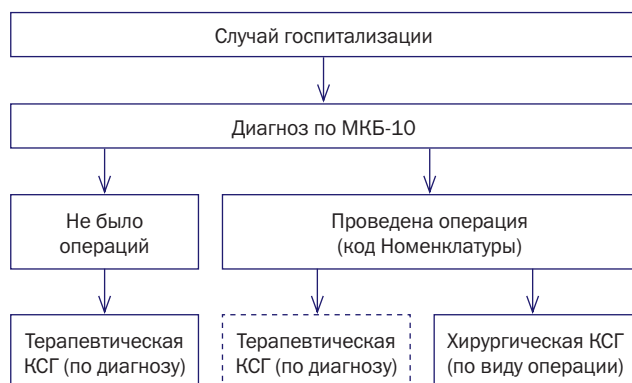 Случай госпитализации
Диагноз по МКБ-10
Не было
операций
Проведена операция
(код Номенклатуры)
Терапевтическая
КСГ (по диагнозу)
Терапевтическая
КСГ (по диагнозу)
Хирургическая КСГ
(по виду операции)